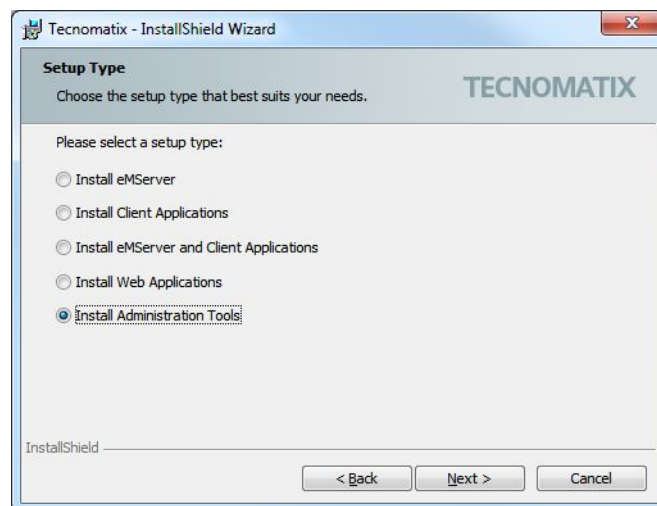 Tecnomatix - InstallShield Wizard
Setup Type
Choose the setup type that best suits your needs.
TECNOMATIX
Please select a setup type:
Install eMServer
Install Client Applications
Install eMServer and Client Applications
Install Web Applications
Install Administration Tools
InstallShield
< Back
Next >
Cancel